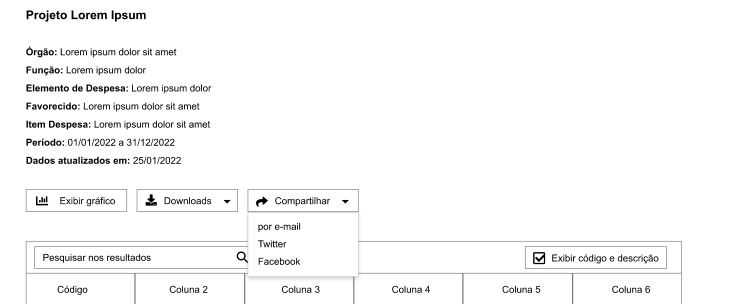 Projeto Lorem Ipsum
Órgão: Lorem ipsum dolor sit amet
Função: Lorem ipsum dolor
Elemento de Despesa: Lorem ipsum dolor
Favorecido: Lorem ipsum dolor sit amet
Item Despesa: Lorem ipsum dolor sit amet
Período: 01/01/2022 a 31/12/2022
Dados atualizados em: 25/01/2022
Exibir gráfico Downloads Compartilhar
por e-mail
Twitter
Facebook
Pesquisar nos resultados Exibir código e descrição
Código Coluna 2 Coluna 3 Coluna 4 Coluna 5 Coluna 6